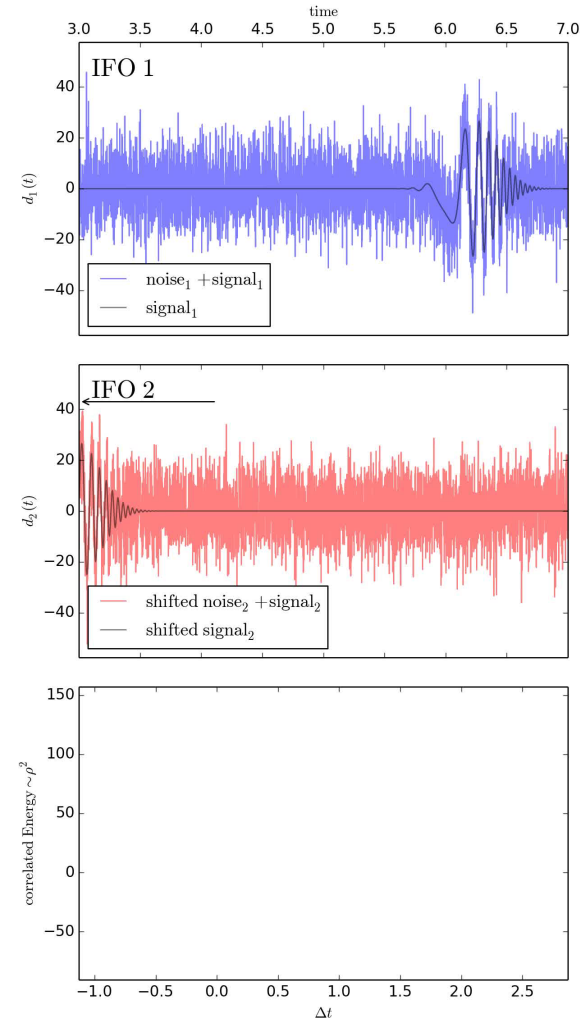 time
3.0 3.5 4.0 4.5 5.0 5.5 6.0 6.5 7.0
IFO 1
40
20
0
−20
−40
d₁(t)
noise₁ +signal₁
signal₁
IFO 2
40
20
0
−20
−40
d₂(t)
shifted noise₂ +signal₂
shifted signal₂
150
100
50
0
−50
correlated Energy ∼ρ²
−1.0 −0.5 0.0 0.5 1.0 1.5 2.0 2.5
Δt